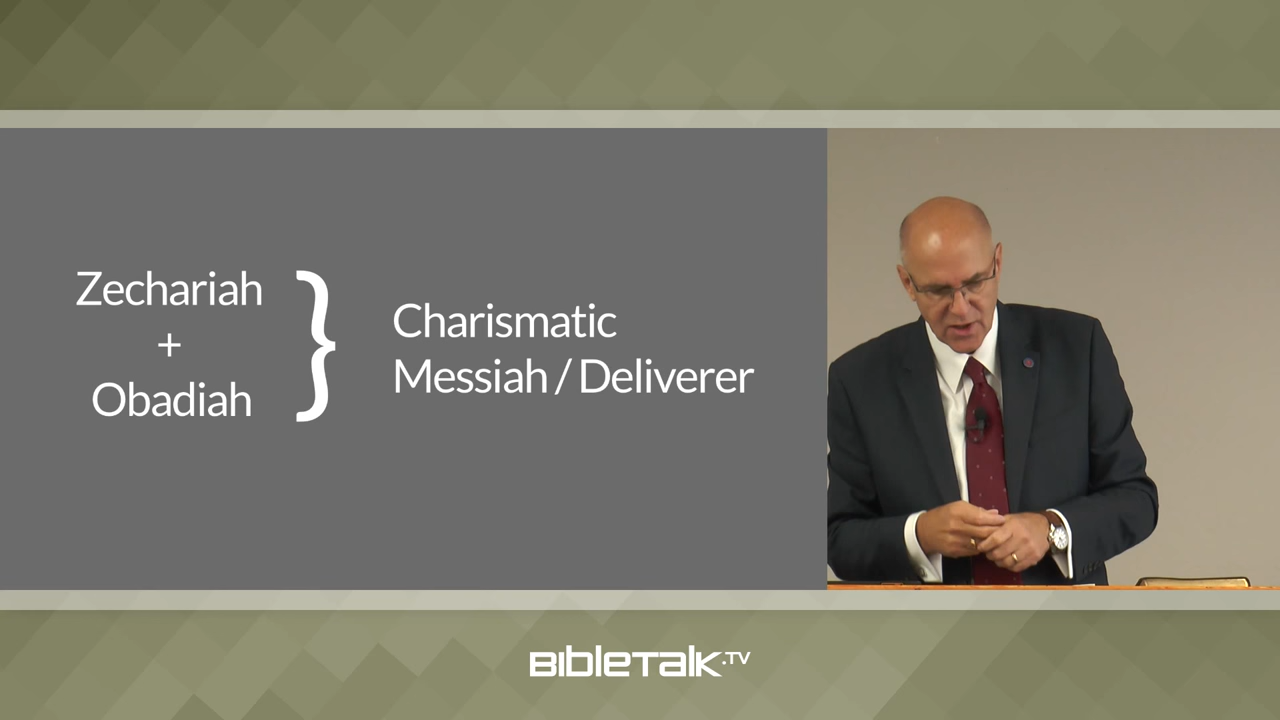 Zechariah
+
Obadiah
}
Charismatic
Messiah / Deliverer
BibleTalk.TV